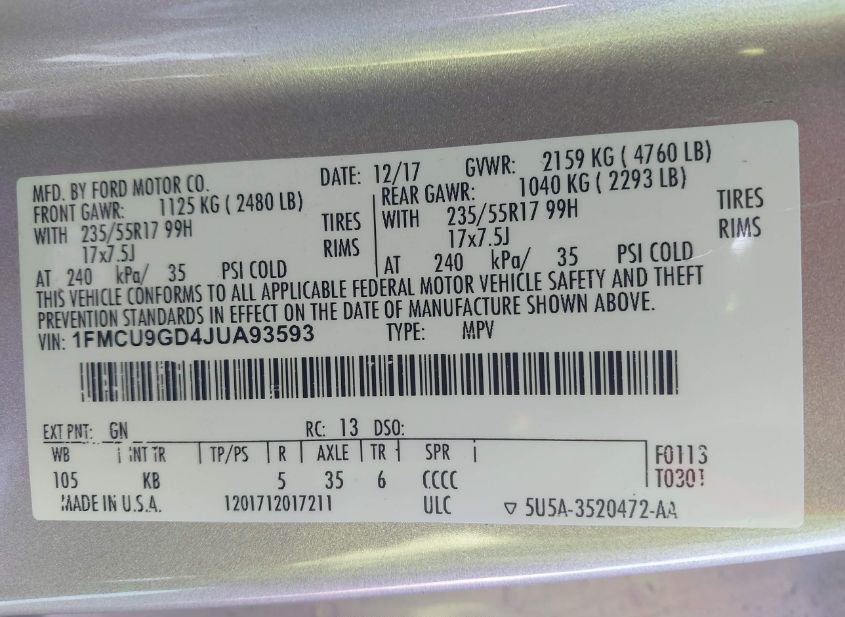 MFD. BY FORD MOTOR CO. DATE: 12/17 GVWR: 2159 KG ( 4760 LB)
FRONT GAWR: 1125 KG ( 2480 LB) REAR GAWR: 1040 KG ( 2293 LB)
WITH 235/55R17 99H TIRES WITH 235/55R17 99H TIRES
17x7.5J RIMS 17x7.5J RIMS
AT 240 kPa/ 35 PSI COLD AT 240 kPa/ 35 PSI COLD
THIS VEHICLE CONFORMS TO ALL APPLICABLE FEDERAL MOTOR VEHICLE SAFETY AND THEFT
PREVENTION STANDARDS IN EFFECT ON THE DATE OF MANUFACTURE SHOWN ABOVE.
VIN: 1FMCU9GD4JUA93593 TYPE: MPV
EXT PNT: GN RC: 13 DSO:
WB INT TR TP/PS R AXLE TR SPR F0113
105 KB 5 35 6 CCCC T0301
MADE IN U.S.A. 1201712017211 ULC ▽ 5U5A-3520472-AA